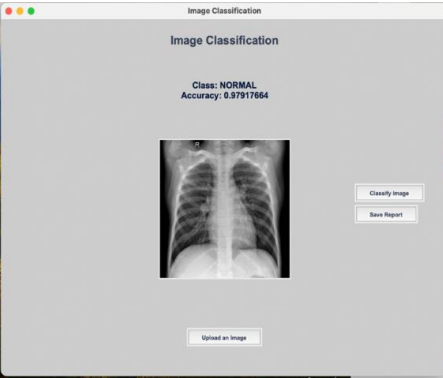 Image Classification
Image Classification
Class: NORMAL
Accuracy: 0.97917664
R
Classify Image
Save Report
Upload an Image